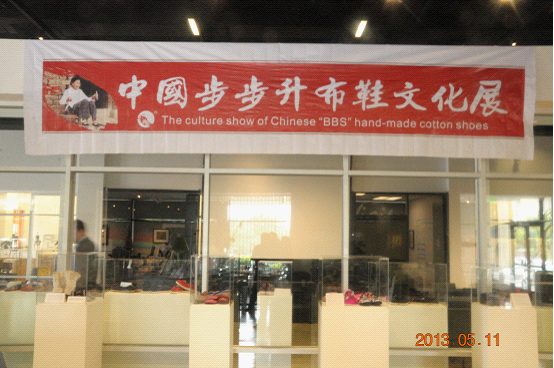 中國步步升布鞋文化展
The culture show of Chinese "BBS" hand-made cotton shoes
2013 05 11